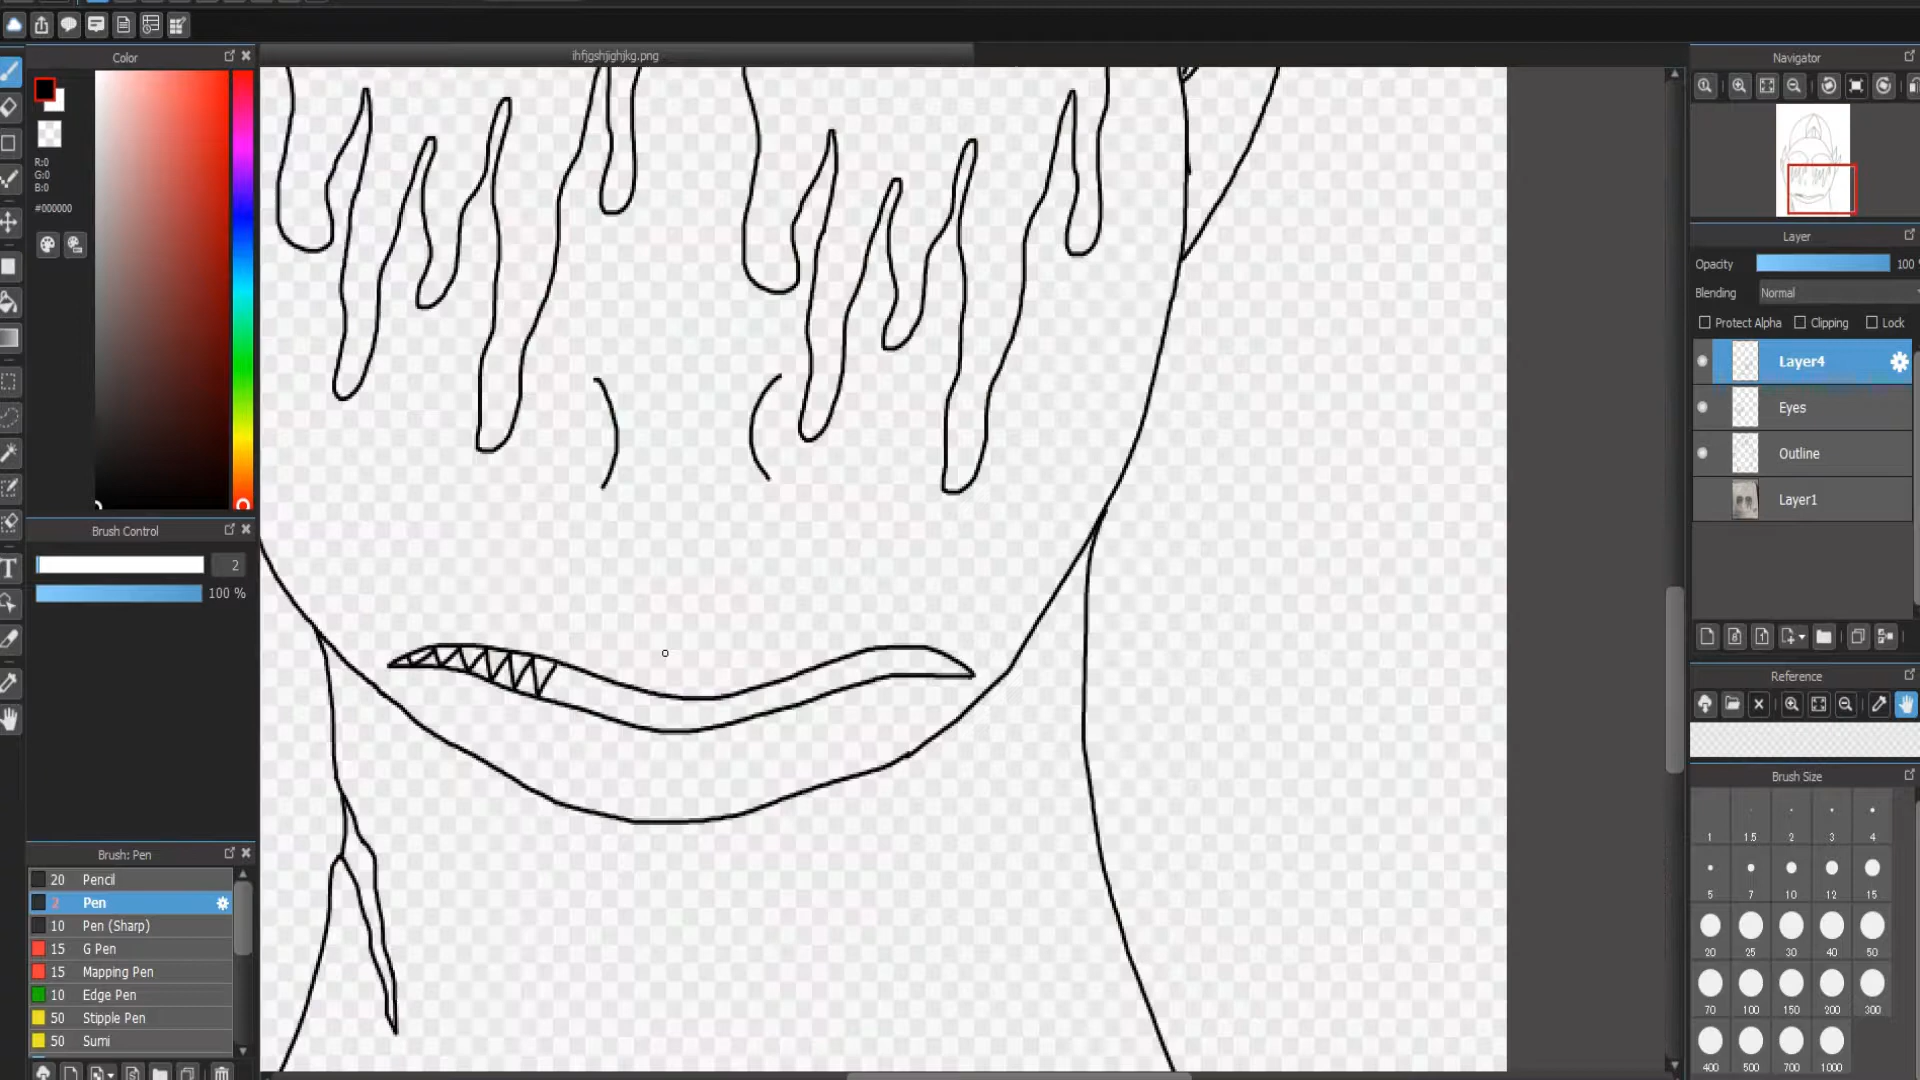 ihfjgshjighjkg.png
Color
R:0
G:0
B:0
#000000
Brush Control
2
100 %
Brush: Pen
20 Pencil
2 Pen
10 Pen (Sharp)
15 G Pen
15 Mapping Pen
10 Edge Pen
50 Stipple Pen
50 Sumi
T
Navigator
Layer
Opacity 100 %
Blending Normal
Protect Alpha Clipping Lock
Layer4
Eyes
Outline
Layer1
Reference
Brush Size
1 1.5 2 3 4
5 7 10 12 15
20 25 30 40 50
70 100 150 200 300
400 500 700 1000